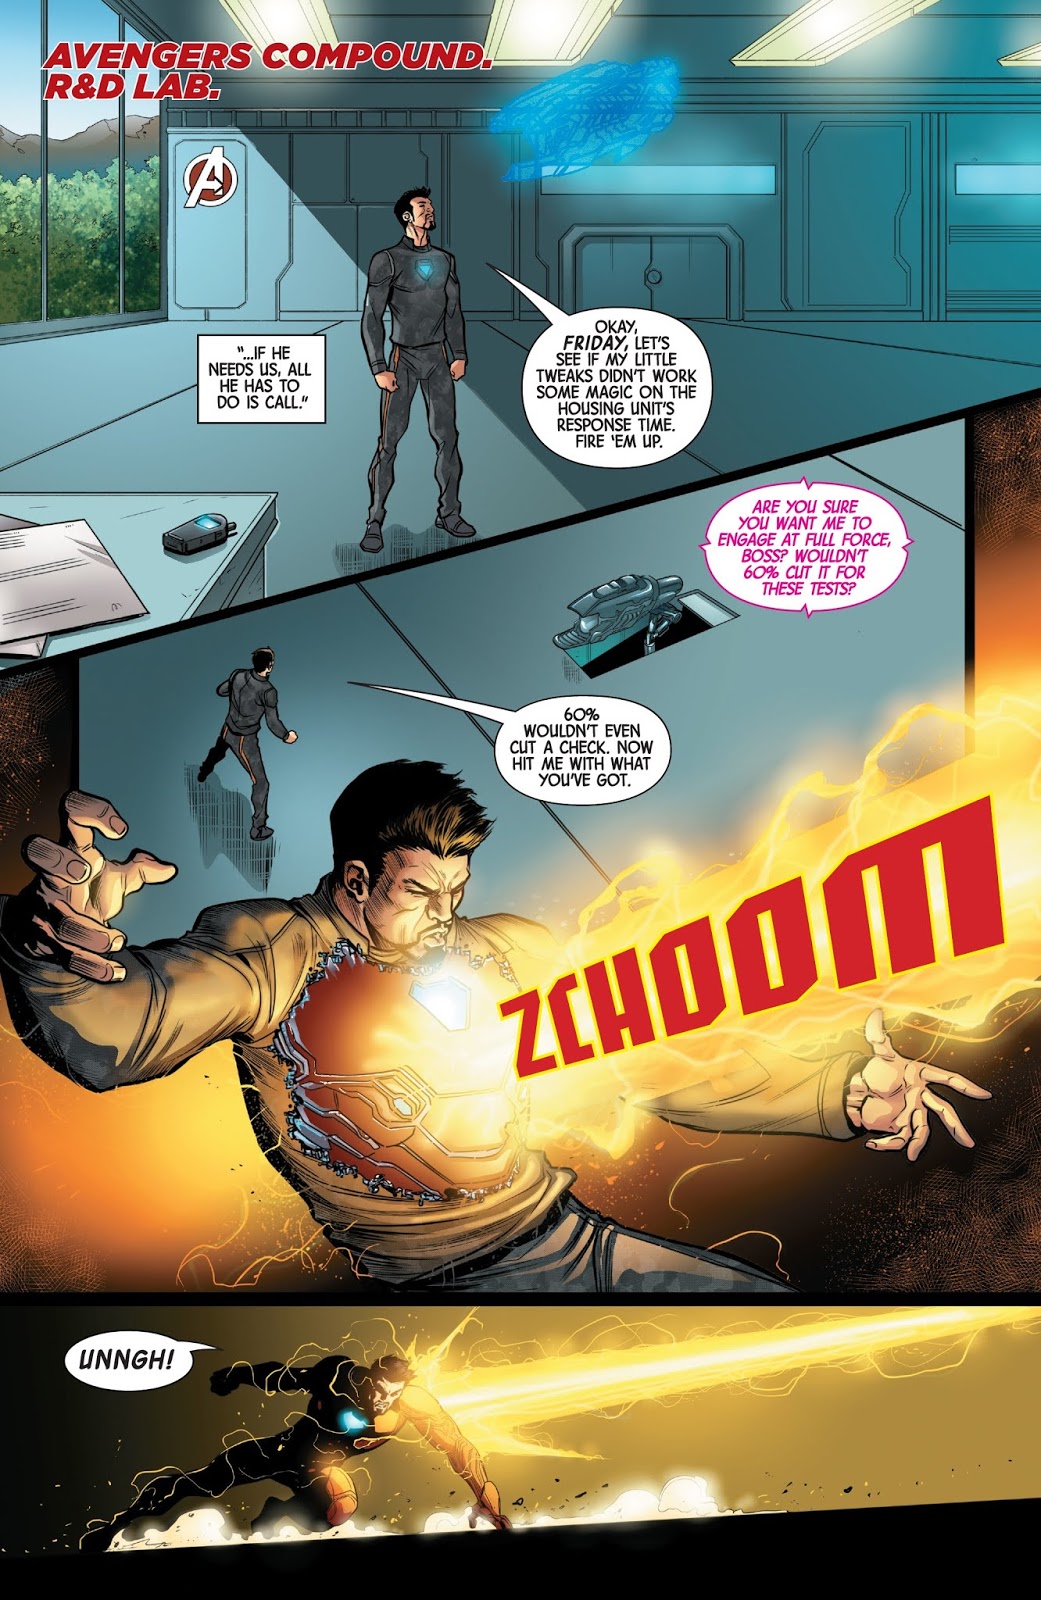 AVENGERS COMPOUND.
R&D LAB.
"...IF HE
NEEDS US, ALL
HE HAS TO
DO IS CALL."
OKAY,
FRIDAY, LET'S
SEE IF MY LITTLE
TWEAKS DIDN'T WORK
SOME MAGIC ON THE
HOUSING UNIT'S
RESPONSE TIME.
FIRE 'EM UP.
ARE YOU SURE
YOU WANT ME TO
ENGAGE AT FULL FORCE,
BOSS? WOULDN'T
60% CUT IT FOR
THESE TESTS?
60%
WOULDN'T EVEN
CUT A CHECK. NOW
HIT ME WITH WHAT
YOU'VE GOT.
ZCHOOM
UNNGH!